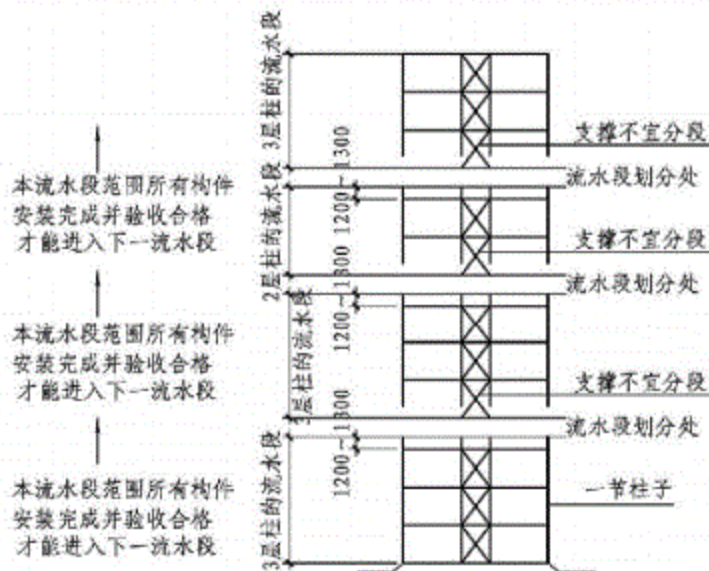 3层柱的流水段
1200~1300
支撑不宜分段
流水段划分处
本流水段范围所有构件
安装完成并验收合格
才能进入下一流水段
2层柱的流水段
1200~1300
支撑不宜分段
流水段划分处
本流水段范围所有构件
安装完成并验收合格
才能进入下一流水段
3层柱的流水段
1200~1300
支撑不宜分段
流水段划分处
本流水段范围所有构件
安装完成并验收合格
才能进入下一流水段
3层柱的流水段
一节柱子